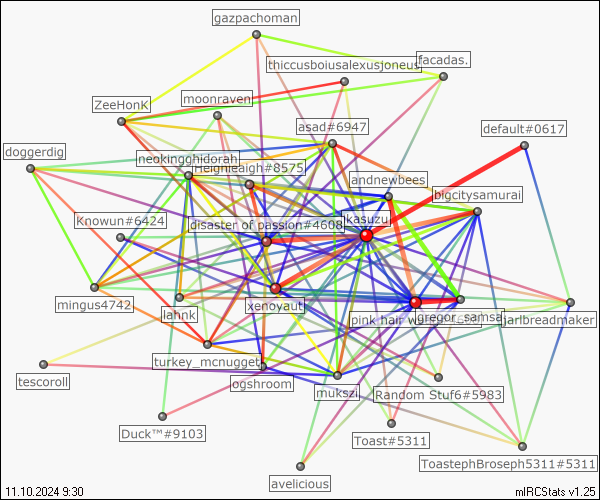 gazpachoman
thiccusboiusalexusjoneus
facadas.
moonraven
ZeeHonK
asad#6947
default#0617
doggerdig
neokingghidorah
#8575
andnewbees
bigcitysamurai
Knowun#6424
disaster of passion#4608
kasuzu
mingus4742
lahnk
xenoyaut
pink hair
gregor_samsa
jarlbreadmaker
turkey_mcnugget
ogshroom
mukszi
tescoroll
Random Stuf6#5983
Duck™#9103
Toast#5311
ToastephBroseph5311#5311
avelicious
11.10.2024 9:30
mIRCStats v1.25